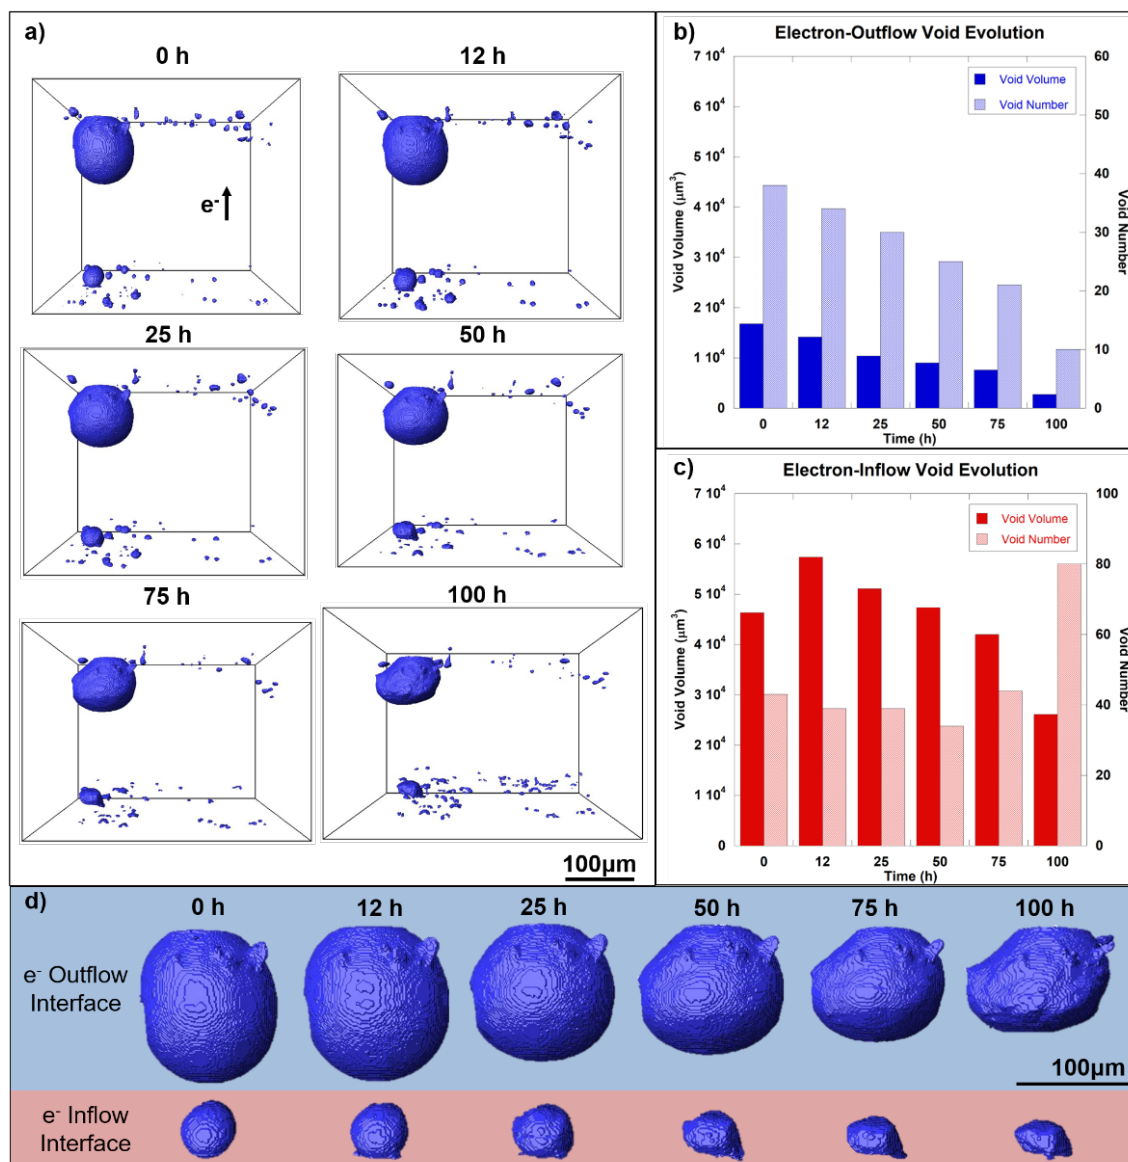 a)
0 h
12 h
e-
25 h
50 h
75 h
100 h
100µm
b)
Electron-Outflow Void Evolution
7 10⁴
6 10⁴
5 10⁴
4 10⁴
3 10⁴
2 10⁴
1 10⁴
0
Void Volume (µm³)
Void Volume
Void Number
60
50
40
30
20
10
0
Void Number
0 12 25 50 75 100
Time (h)
c)
Electron-Inflow Void Evolution
7 10⁴
6 10⁴
5 10⁴
4 10⁴
3 10⁴
2 10⁴
1 10⁴
0
Void Volume (µm³)
Void Volume
Void Number
100
80
60
40
20
0
Void Number
0 12 25 50 75 100
Time (h)
d)
0 h 12 h 25 h 50 h 75 h 100 h
e- Outflow
Interface
100µm
e- Inflow
Interface